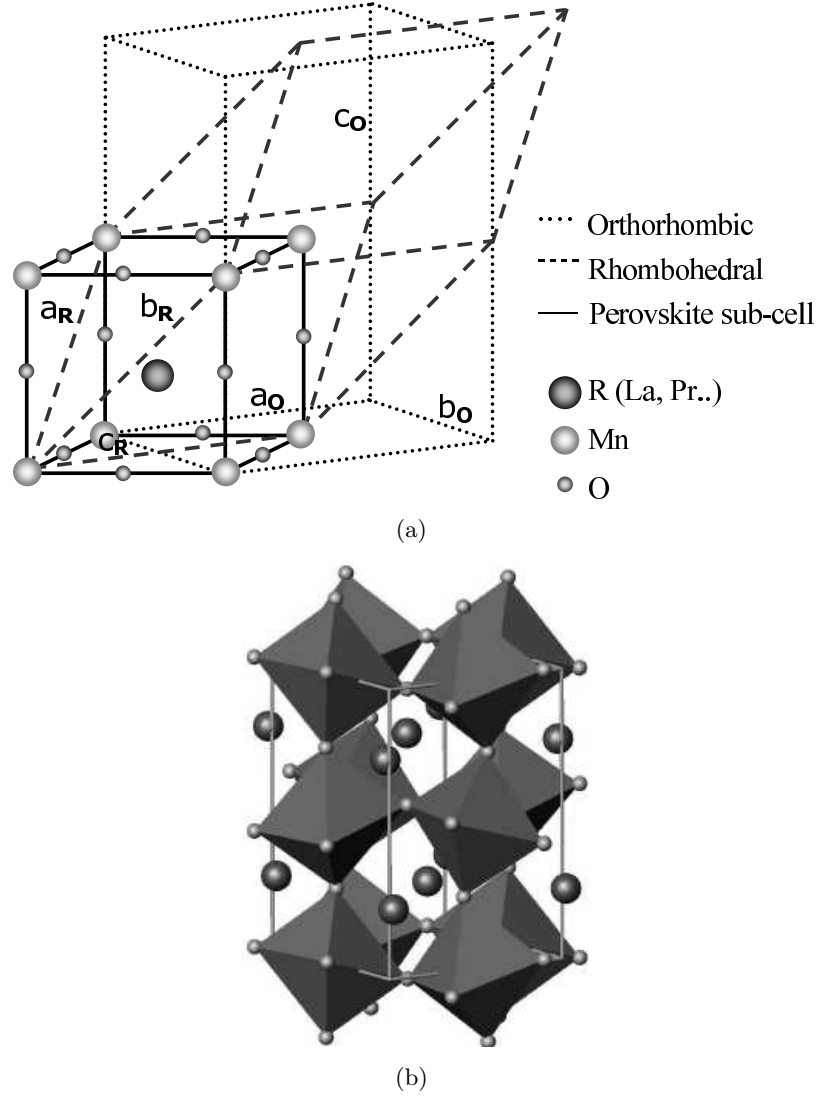 c_O
Orthorhombic
Rhombohedral
a_R b_R
Perovskite sub-cell
a_O
R (La, Pr..)
b_O
c_R
Mn
O
(a)
(b)